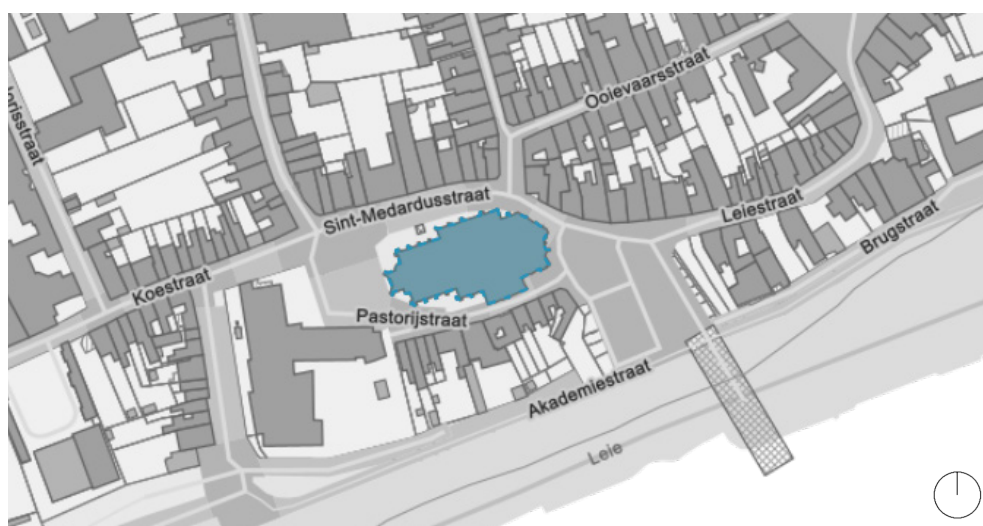 Ooievaarsstraat
Sint-Medardusstraat
Leiestraat
Brugstraat
Koestraat
Pastorijstraat
Akademiestraat
Leie